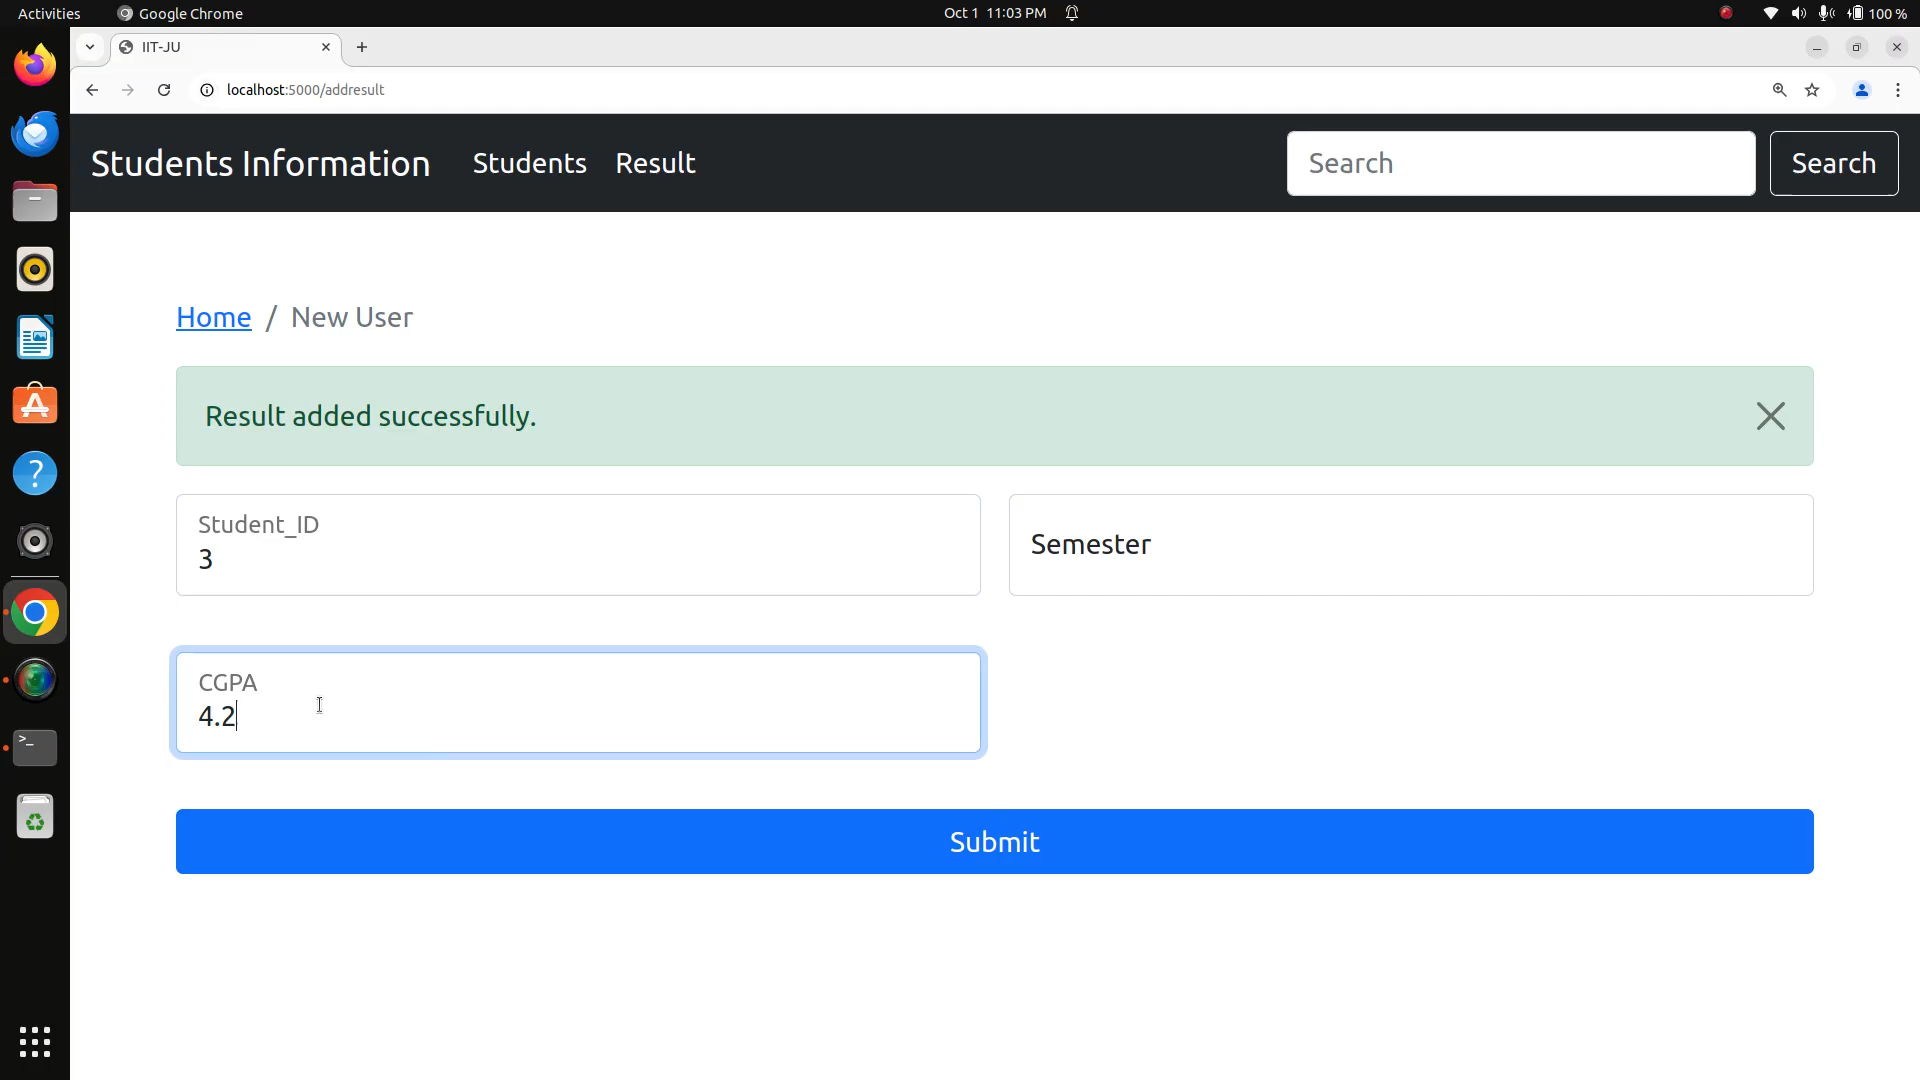 Activities Google Chrome Oct 1 11:03 PM 100 %
IIT-JU
localhost:5000/addresult
Students Information Students Result Search Search
Home / New User
Result added successfully.
Student_ID
3
Semester
CGPA
4.2
Submit